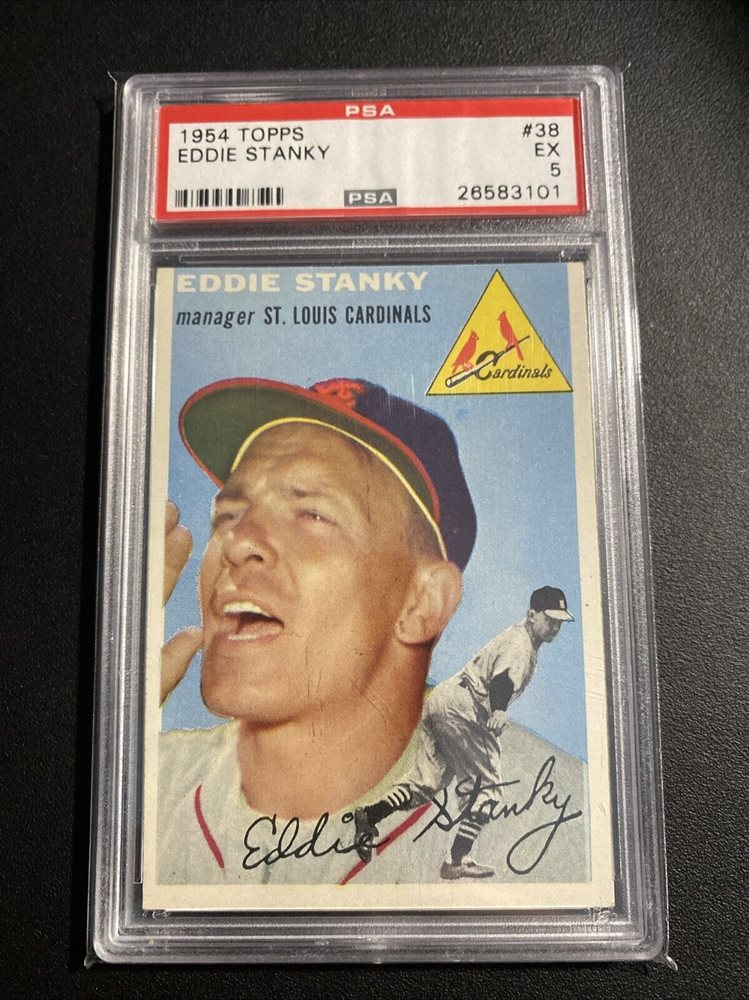 PSA
1954 TOPPS #38
EDDIE STANKY EX
5
PSA 26583101
EDDIE STANKY
manager ST. LOUIS CARDINALS
Cardinals
Eddie Stanky